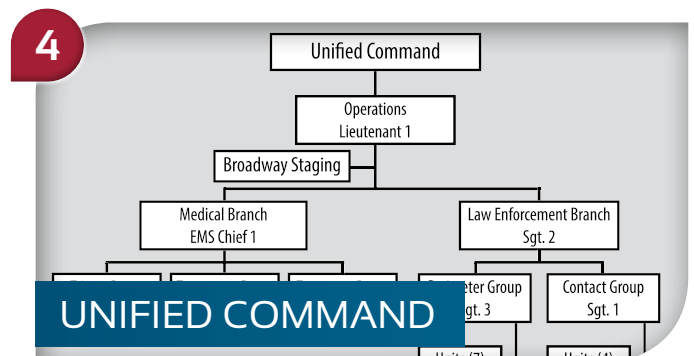 4
Unified Command
Operations
Lieutenant 1
Broadway Staging
Medical Branch
EMS Chief 1
Law Enforcement Branch
Sgt. 2
Group
Sgt. 3
Contact Group
Sgt. 1
UNIFIED COMMAND